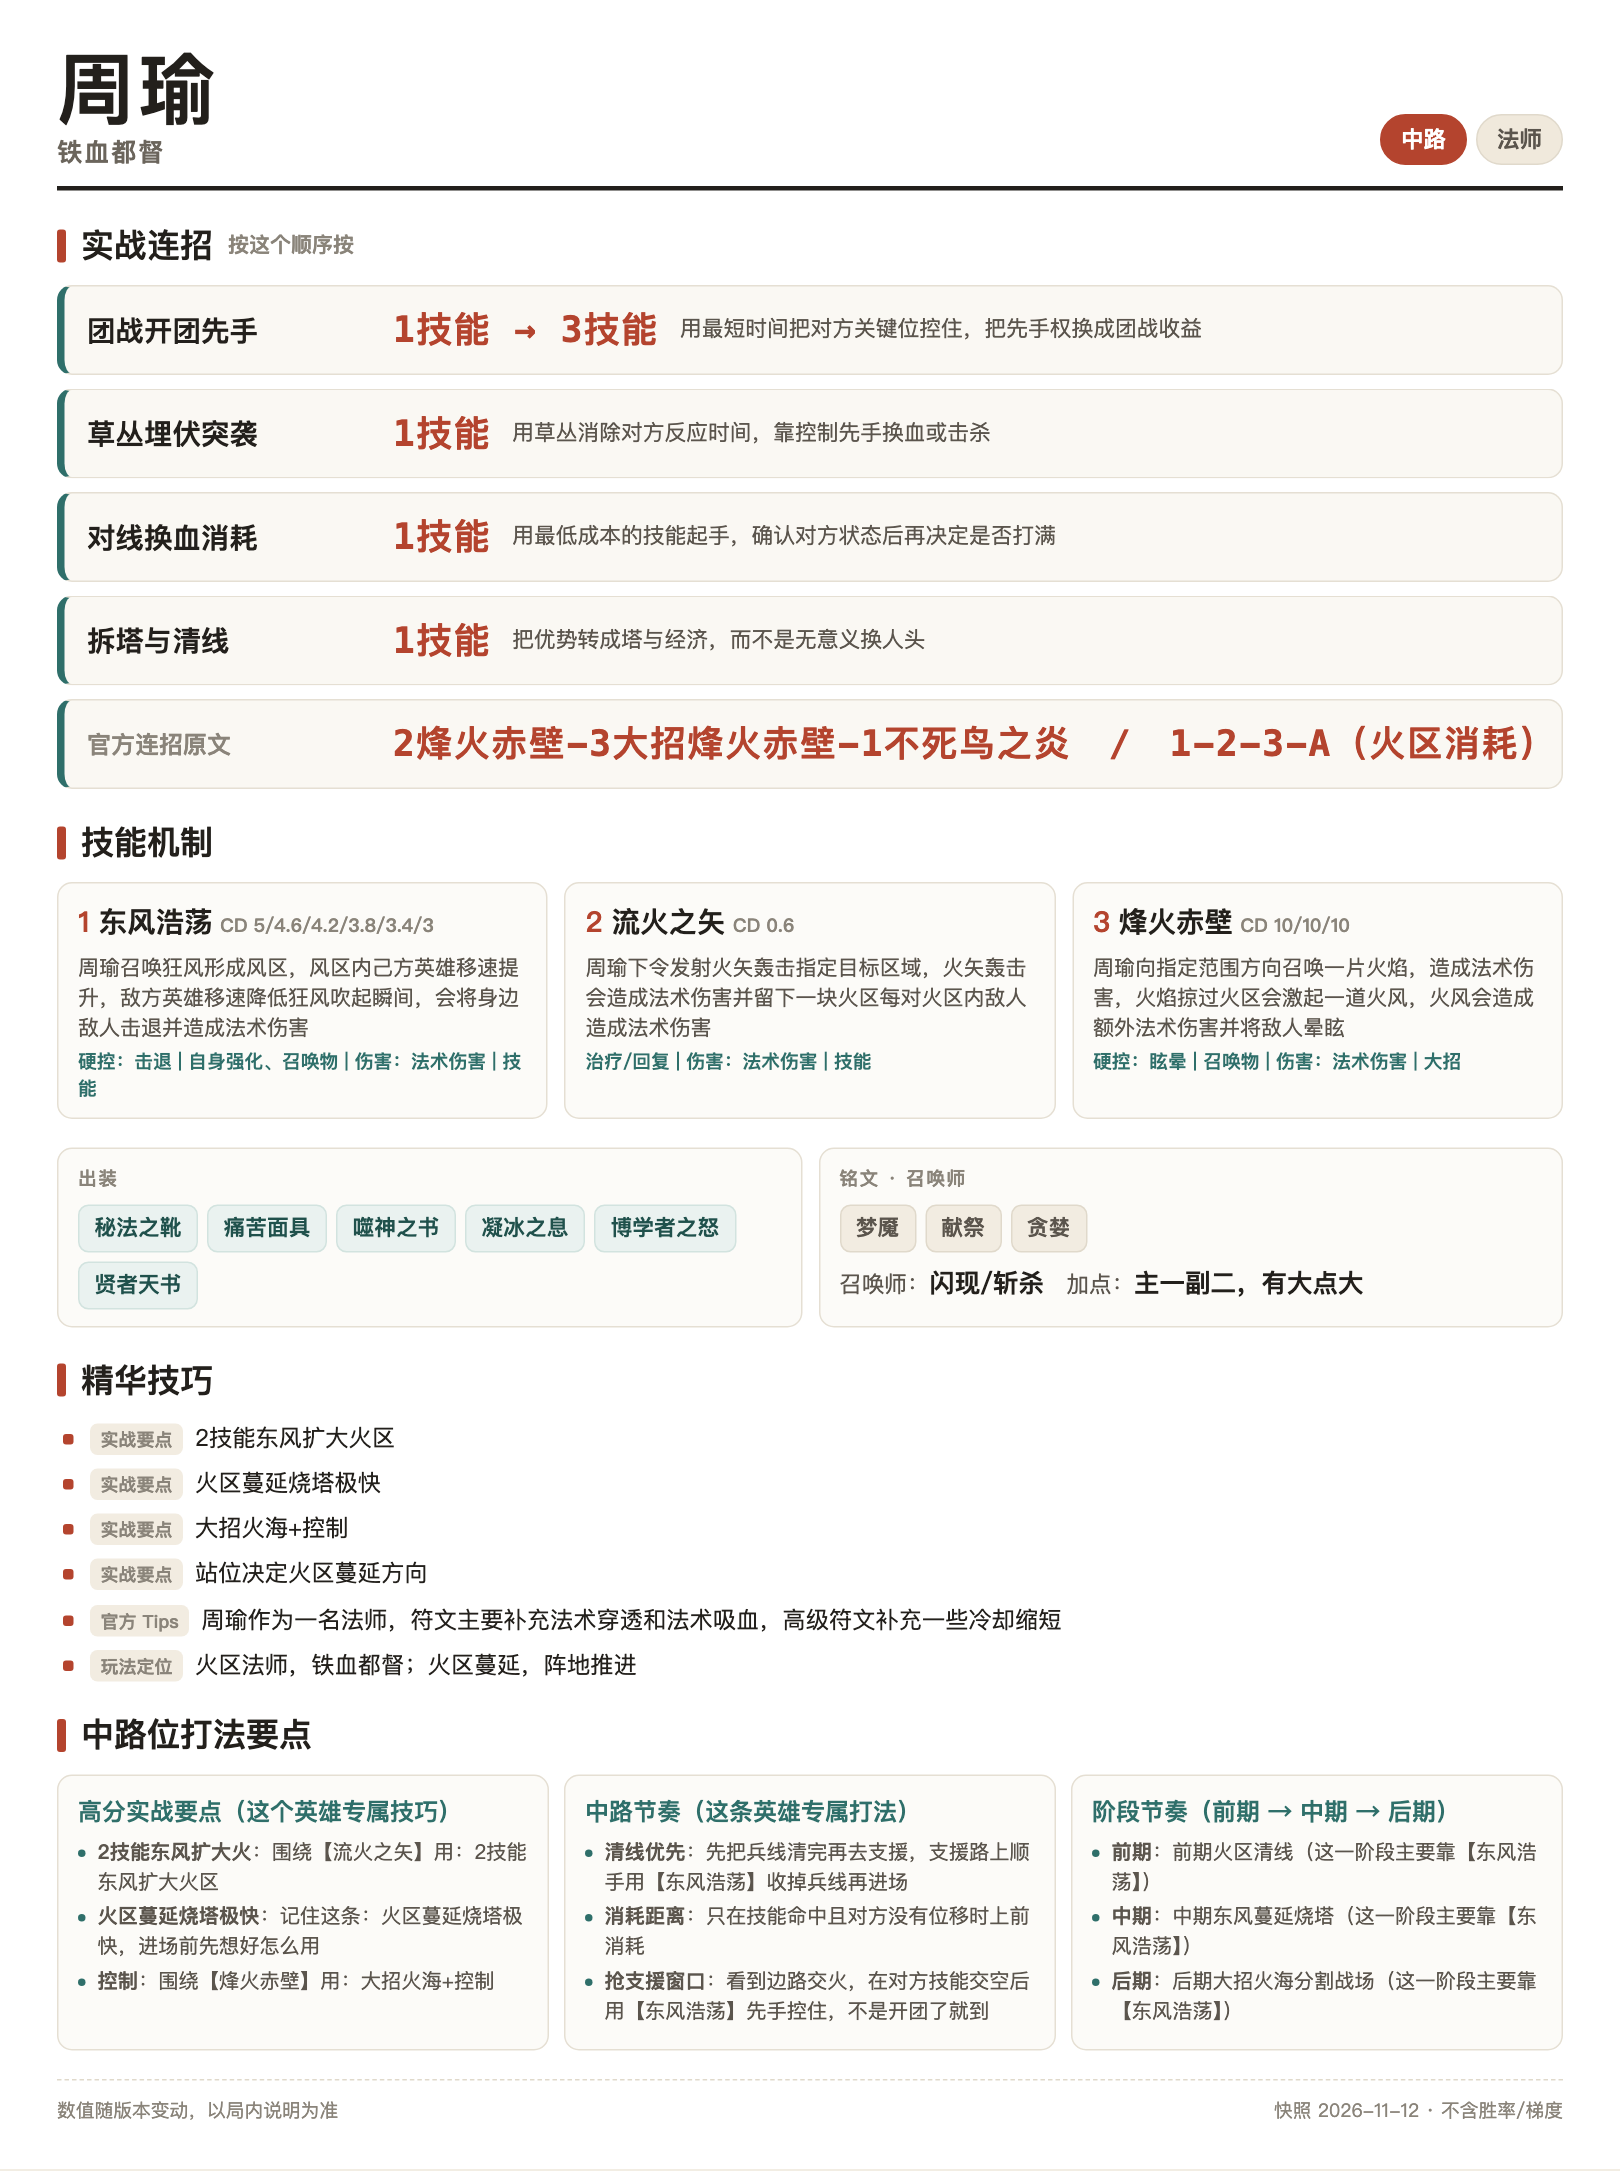 周瑜
铁血都督
中路 法师
实战连招 按这个顺序按
团战开团先手 1技能 → 3技能 用最短时间把对方关键位控住，把先手权换成团战收益
草丛埋伏突袭 1技能 用草丛消除对方反应时间，靠控制先手换血或击杀
对线换血消耗 1技能 用最低成本的技能起手，确认对方状态后再决定是否打满
拆塔与清线 1技能 把优势转成塔与经济，而不是无意义换人头
官方连招原文 2烽火赤壁-3大招烽火赤壁-1不死鸟之炎 / 1-2-3-A（火区消耗）
技能机制
1 东风浩荡 CD 5/4.6/4.2/3.8/3.4/3
周瑜召唤狂风形成风区，风区内己方英雄移速提
升，敌方英雄移速降低狂风吹起瞬间，会将身边
敌人击退并造成法术伤害
硬控：击退 | 自身强化、召唤物 | 伤害：法术伤害 | 技
能
2 流火之矢 CD 0.6
周瑜下令发射火矢轰击指定目标区域，火矢轰击
会造成法术伤害并留下一块火区每对火区内敌人
造成法术伤害
治疗/回复 | 伤害：法术伤害 | 技能
3 烽火赤壁 CD 10/10/10
周瑜向指定范围方向召唤一片火焰，造成法术伤
害，火焰掠过火区会激起一道火风，火风会造成
额外法术伤害并将敌人晕眩
硬控：眩晕 | 召唤物 | 伤害：法术伤害 | 大招
出装
秘法之靴 痛苦面具 噬神之书 凝冰之息 博学者之怒
贤者天书
铭文 · 召唤师
梦魇 献祭 贪婪
召唤师：闪现/斩杀 加点：主一副二，有大点大
精华技巧
实战要点 2技能东风扩大火区
实战要点 火区蔓延烧塔极快
实战要点 大招火海+控制
实战要点 站位决定火区蔓延方向
官方 Tips 周瑜作为一名法师，符文主要补充法术穿透和法术吸血，高级符文补充一些冷却缩短
玩法定位 火区法师，铁血都督；火区蔓延，阵地推进
中路位打法要点
高分实战要点（这个英雄专属技巧）
2技能东风扩大火：围绕【流火之矢】用：2技能
东风扩大火区
火区蔓延烧塔极快：记住这条：火区蔓延烧塔极
快，进场前先想好怎么用
控制：围绕【烽火赤壁】用：大招火海+控制
中路节奏（这条英雄专属打法）
清线优先：先把兵线清完再去支援，支援路上顺
手用【东风浩荡】收掉兵线再进场
消耗距离：只在技能命中且对方没有位移时上前
消耗
抢支援窗口：看到边路交火，在对方技能交空后
用【东风浩荡】先手控住，不是开团了就到
阶段节奏（前期 → 中期 → 后期）
前期：前期火区清线（这一阶段主要靠【东风浩
荡】）
中期：中期东风蔓延烧塔（这一阶段主要靠【东
风浩荡】）
后期：后期大招火海分割战场（这一阶段主要靠
【东风浩荡】）
数值随版本变动，以局内说明为准
快照 2026-11-12 · 不含胜率/梯度